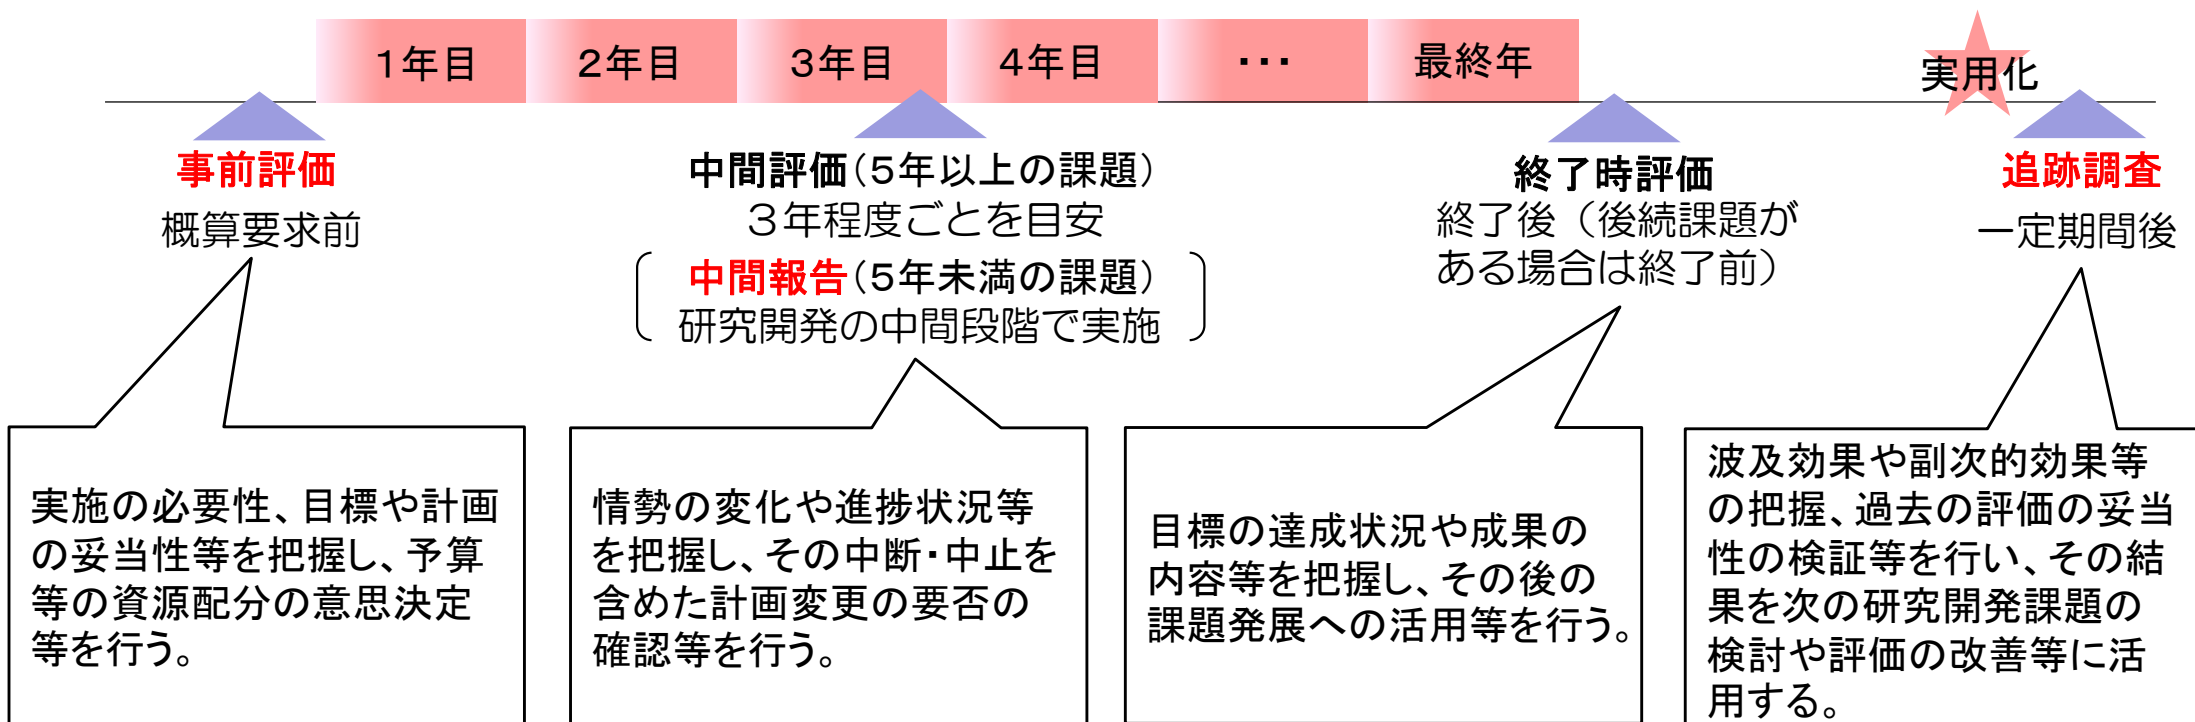 1年目
2年目
3年目
4年目
・・・
最終年
実用化
事前評価
概算要求前
中間評価(5年以上の課題)
3年程度ごとを目安
中間報告(5年未満の課題)
研究開発の中間段階で実施
終了時評価
終了後(後続課題が
ある場合は終了前)
追跡調査
一定期間後
実施の必要性、目標や計画
の妥当性等を把握し、予算
等の資源配分の意思決定
等を行う。
情勢の変化や進捗状況等
を把握し、その中断・中止を
含めた計画変更の要否の
確認等を行う。
目標の達成状況や成果の
内容等を把握し、その後の
課題発展への活用等を行う。
波及効果や副次的効果等
の把握、過去の評価の妥当
性の検証等を行い、その結
果を次の研究開発課題の
検討や評価の改善等に活
用する。